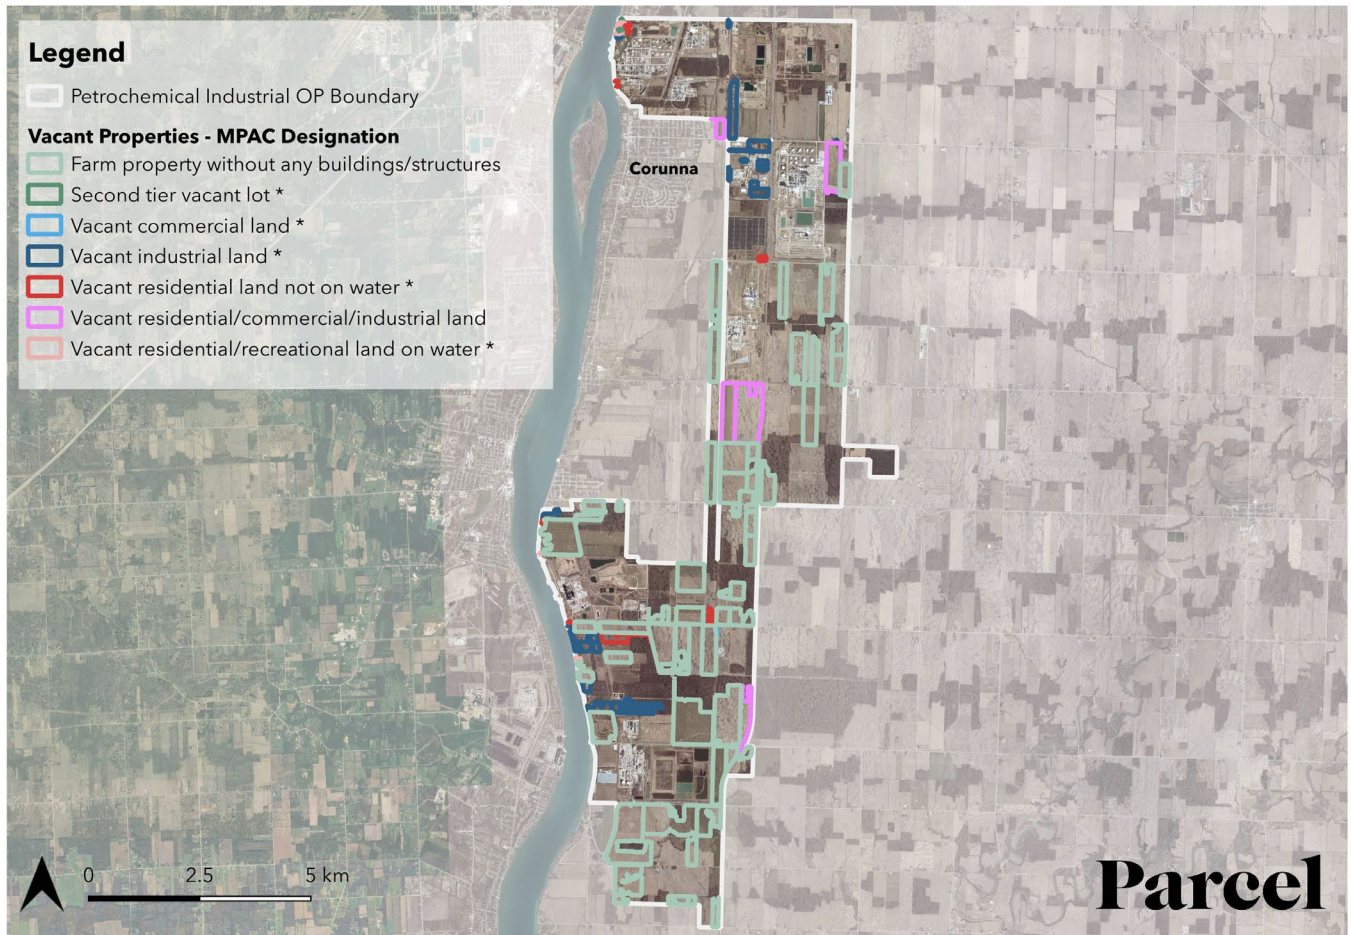 Legend
Petrochemical Industrial OP Boundary
Vacant Properties - MPAC Designation
Farm property without any buildings/structures
Second tier vacant lot *
Vacant commercial land *
Vacant industrial land *
Vacant residential land not on water *
Vacant residential/commercial/industrial land
Vacant residential/recreational land on water *
Corunna
0 2.5 5 km
Parcel